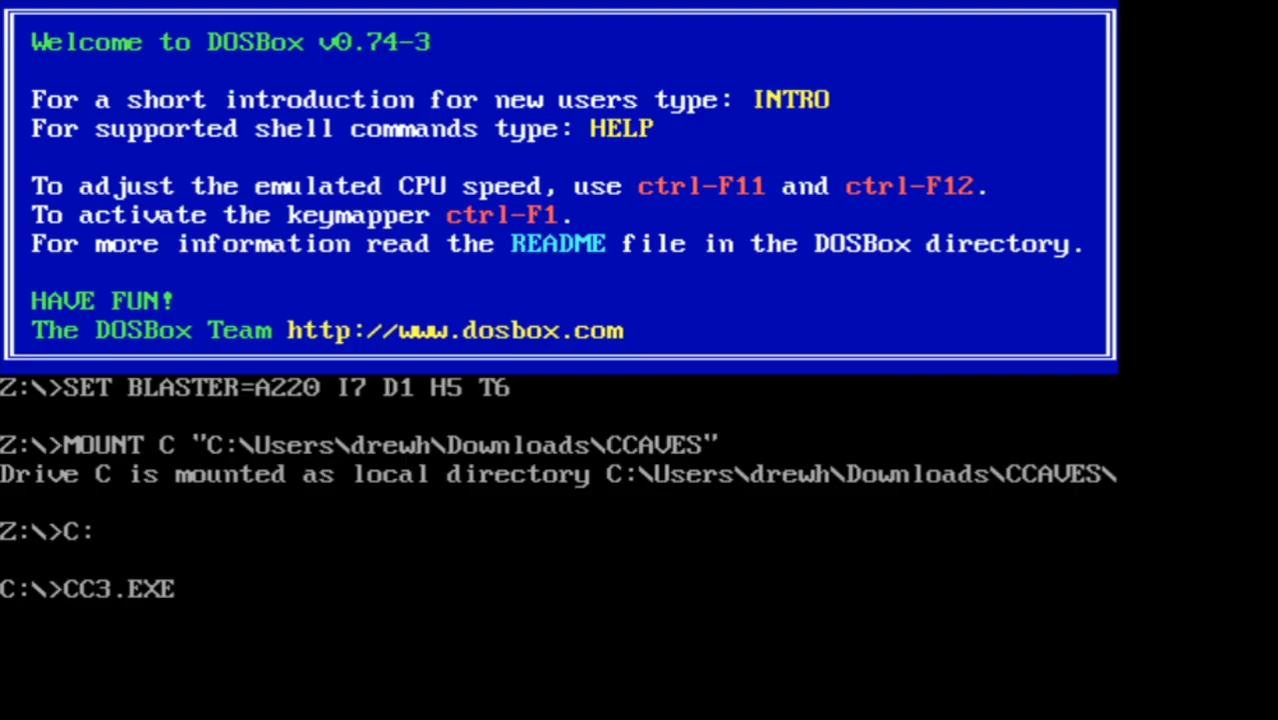 Welcome to DOSBox v0.74-3
For a short introduction for new users type: INTRO
For supported shell commands type: HELP
To adjust the emulated CPU speed, use ctrl-F11 and ctrl-F12.
To activate the keymapper ctrl-F1.
For more information read the README file in the DOSBox directory.
HAVE FUN!
The DOSBox Team http://www.dosbox.com
Z:\>SET BLASTER=A220 I7 D1 H5 T6
Z:\>MOUNT C "C:\Users\drewh\Downloads\CCAVES"
Drive C is mounted as local directory C:\Users\drewh\Downloads\CCAVES\
Z:\>C:
C:\>CC3.EXE